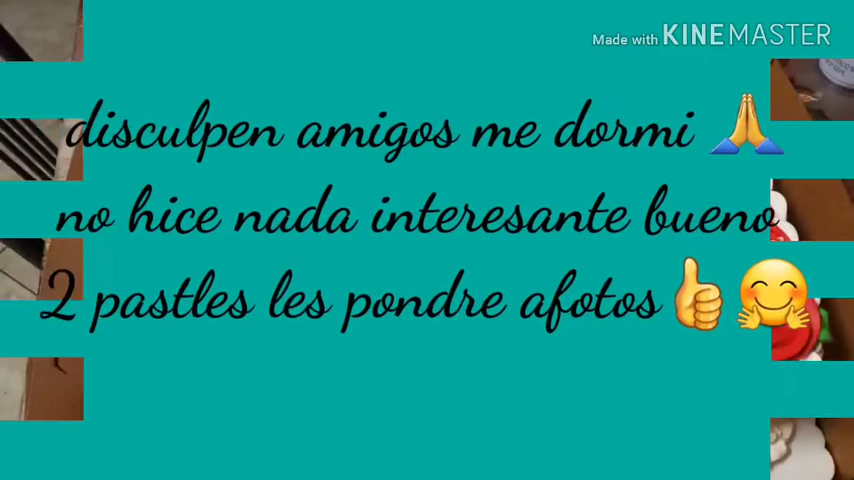 Made with KINEMASTER
disculpen amigos me dormi 🙏
no hice nada interesante bueno
2 pastles les pondre afotos👍🤗